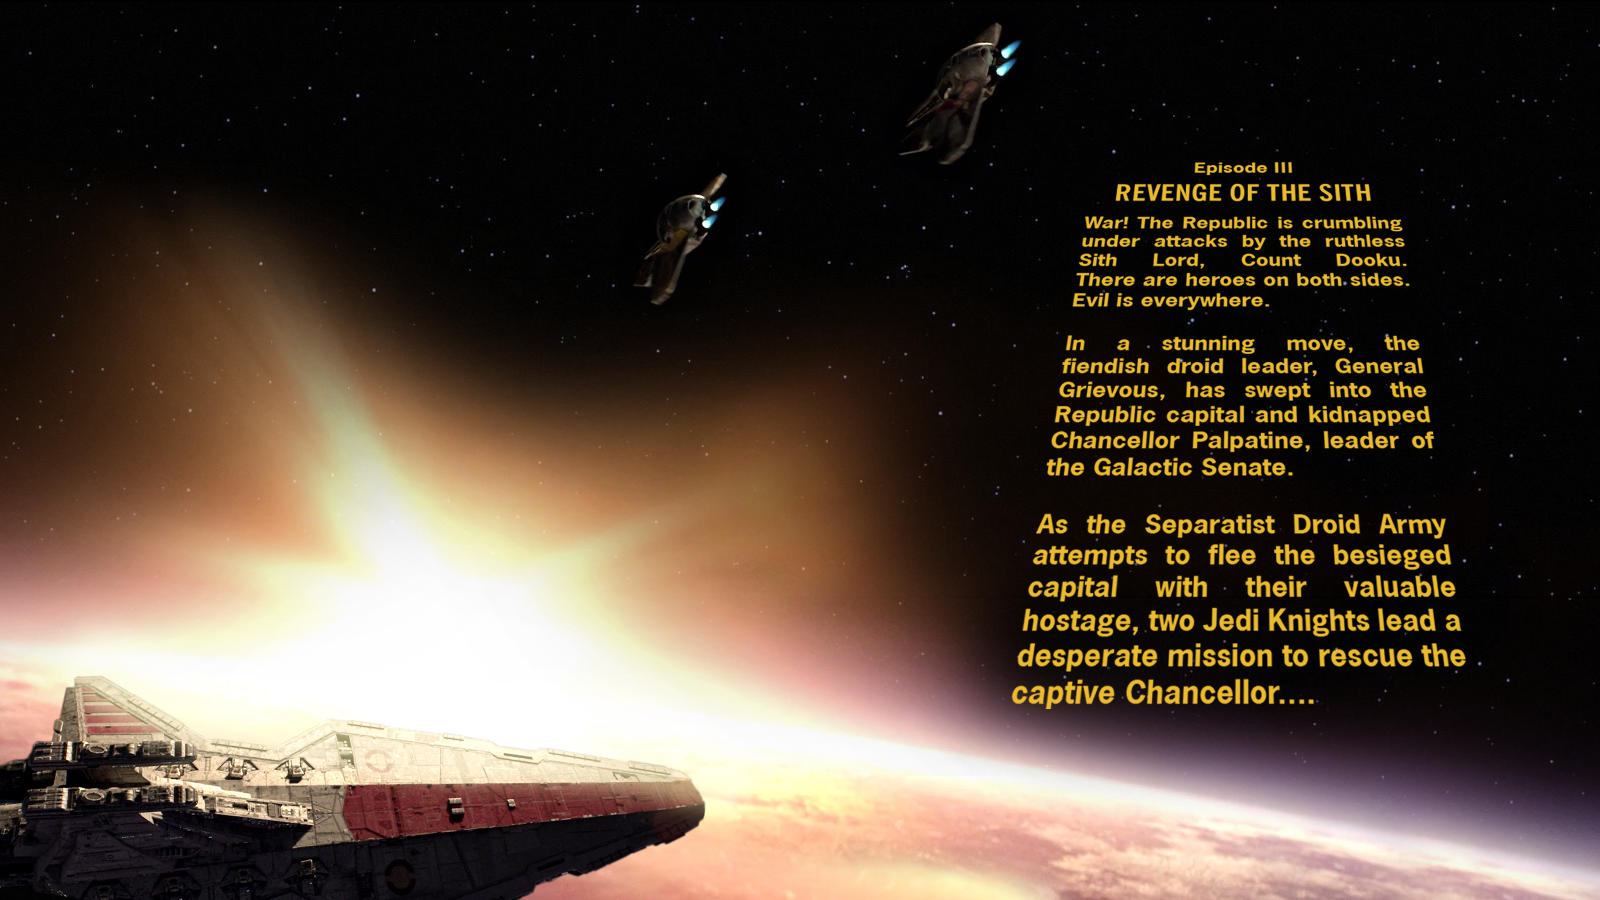 Episode III
REVENGE OF THE SITH
War! The Republic is crumbling
under attacks by the ruthless
Sith Lord, Count Dooku.
There are heroes on both sides.
Evil is everywhere.
In a stunning move, the
fiendish droid leader, General
Grievous, has swept into the
Republic capital and kidnapped
Chancellor Palpatine, leader of
the Galactic Senate.
As the Separatist Droid Army
attempts to flee the besieged
capital with their valuable
hostage, two Jedi Knights lead a
desperate mission to rescue the
captive Chancellor....